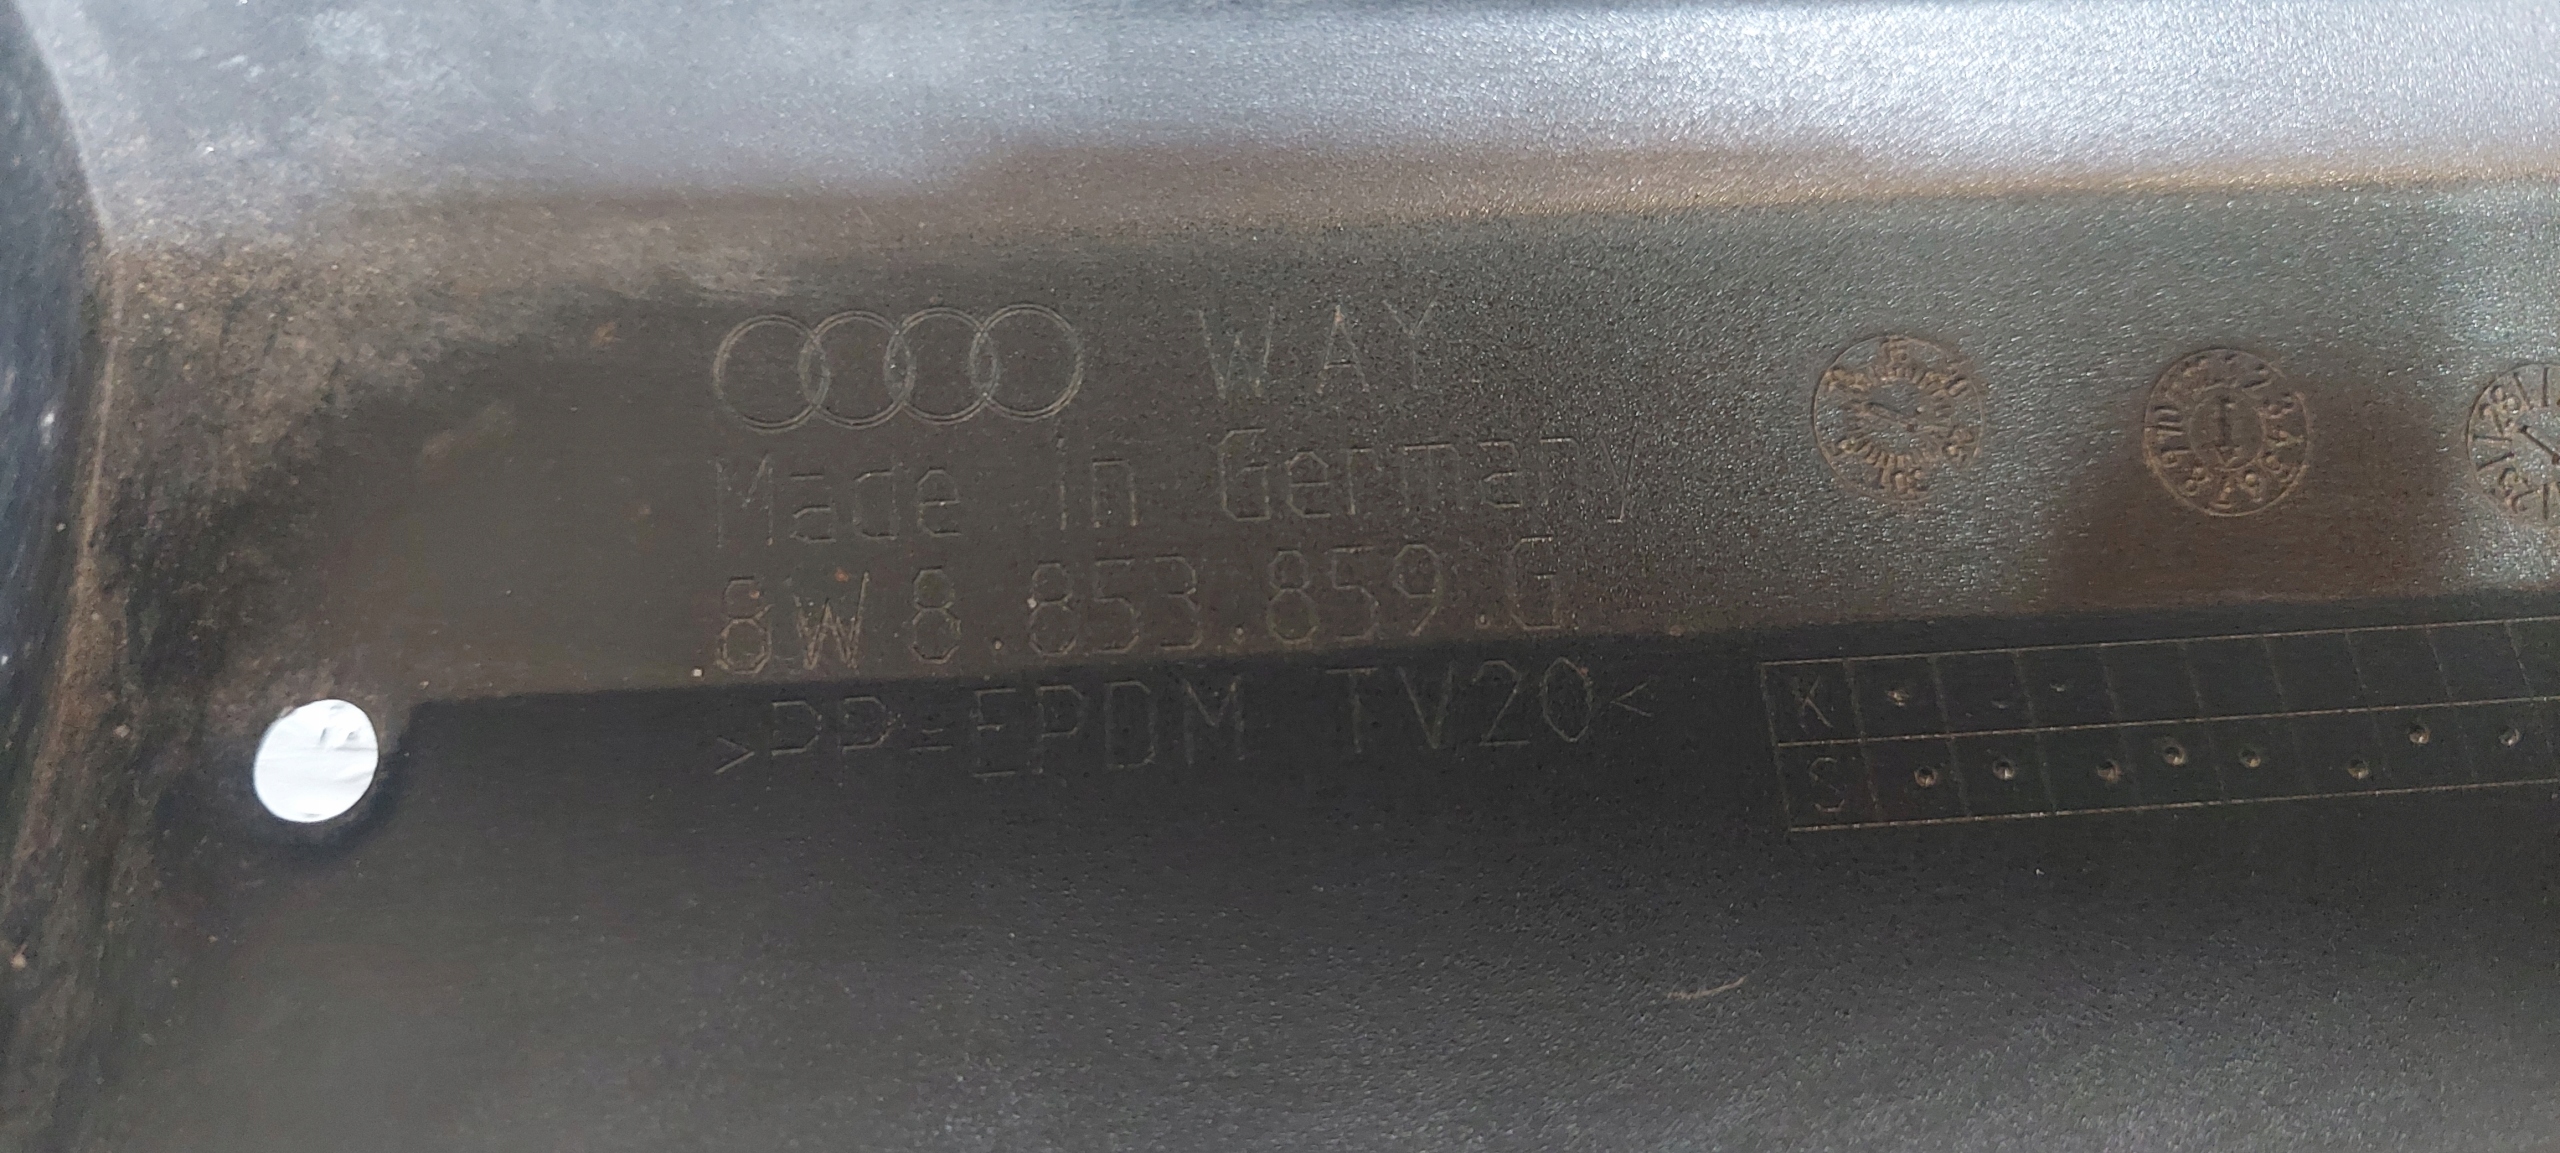 WAY
Made in Germany
8W8.853.859.G
>PP-EPDM TV20<
K
S